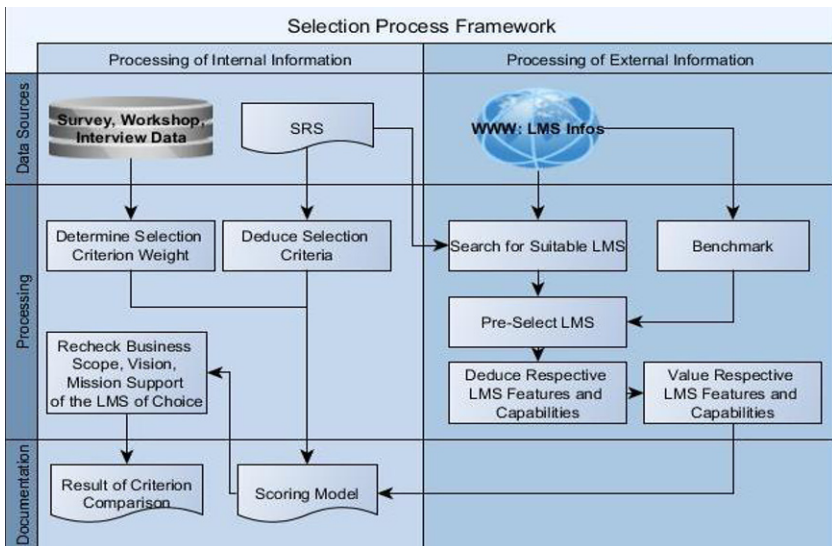 Selection Process Framework
Processing of Internal Information
Processing of External Information
Data Sources
Survey, Workshop,
Interview Data
SRS
WWW: LMS Infos
Processing
Determine Selection
Criterion Weight
Deduce Selection
Criteria
Search for Suitable LMS
Benchmark
Pre-Select LMS
Recheck Business
Scope, Vision,
Mission Support
of the LMS of Choice
Deduce Respective
LMS Features and
Capabilities
Value Respective
LMS Features and
Capabilities
Documentation
Result of Criterion
Comparison
Scoring Model